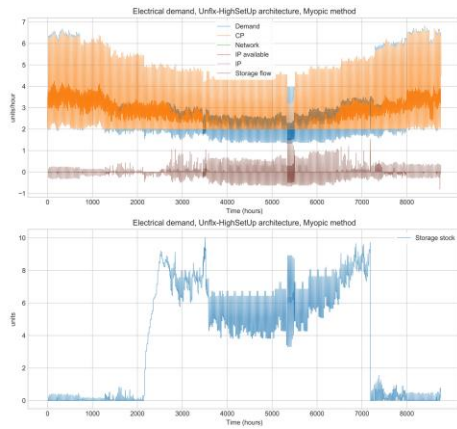 Electrical demand, Unflx-HighSetUp architecture, Myopic method
7
6
5
4
3
2
1
0
−1
units/hour
Demand
CP
Network
IP available
IP
Storage flow
0 1000 2000 3000 4000 5000 6000 7000 8000
Time (hours)
Electrical demand, Unflx-HighSetUp architecture, Myopic method
10
8
6
4
2
0
units
Storage stock
0 1000 2000 3000 4000 5000 6000 7000 8000
Time (hours)